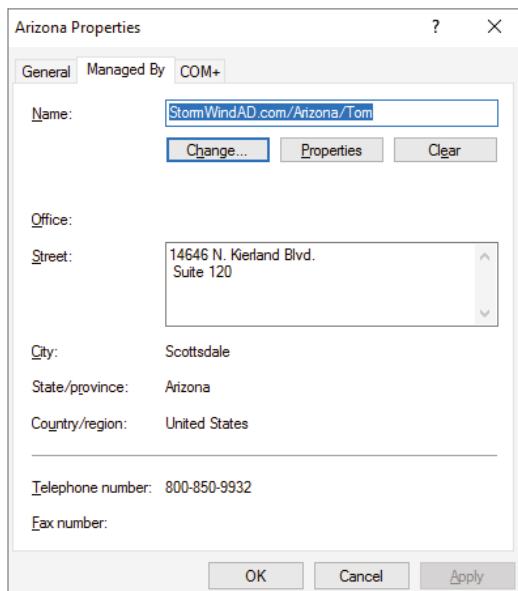 Arizona Properties ? ×
General Managed By COM+
Name: StormWindAD.com/Arizona/Tom
Change... Properties Clear
Office:
Street: 14646 N. Kierland Blvd.
Suite 120
City: Scottsdale
State/province: Arizona
Country/region: United States
Telephone number: 800-850-9932
Fax number:
OK Cancel Apply